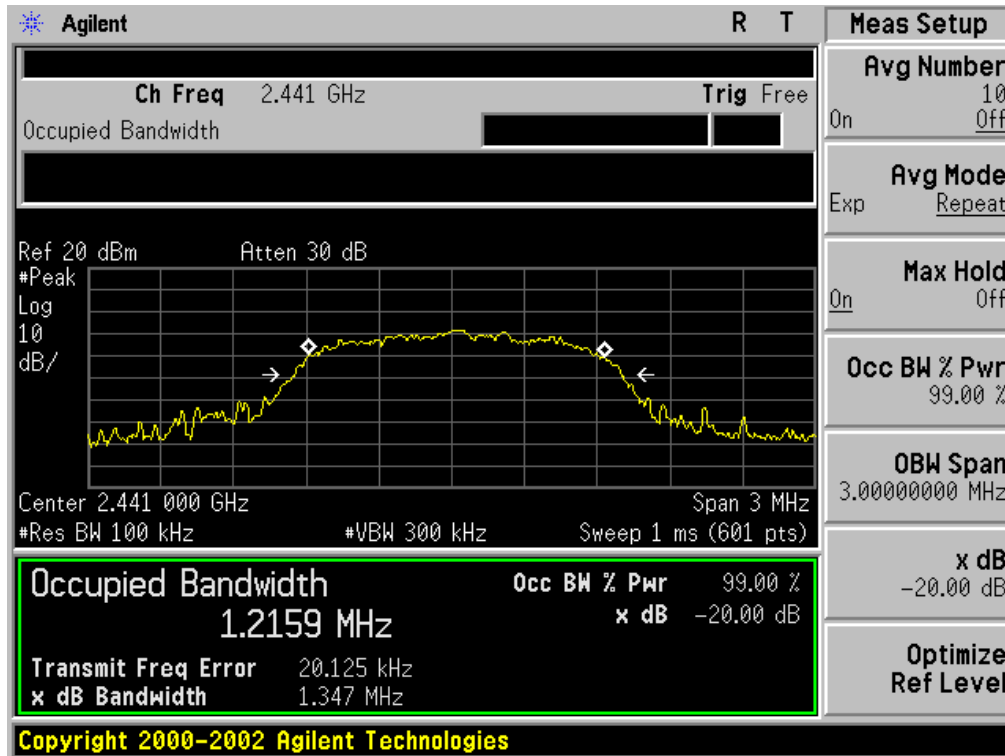 Agilent R T Meas Setup
Ch Freq 2.441 GHz Trig Free
Occupied Bandwidth
Ref 20 dBm Atten 30 dB
#Peak
Log
10
dB/
Center 2.441 000 GHz Span 3 MHz
#Res BW 100 kHz #VBW 300 kHz Sweep 1 ms (601 pts)
Occupied Bandwidth Occ BW % Pwr 99.00 %
1.2159 MHz x dB -20.00 dB
Transmit Freq Error 20.125 kHz
x dB Bandwidth 1.347 MHz
Avg Number
10
On Off
Avg Mode
Exp Repeat
Max Hold
On Off
Occ BW % Pwr
99.00 %
OBW Span
3.00000000 MHz
x dB
-20.00 dB
Optimize
Ref Level
Copyright 2000-2002 Agilent Technologies